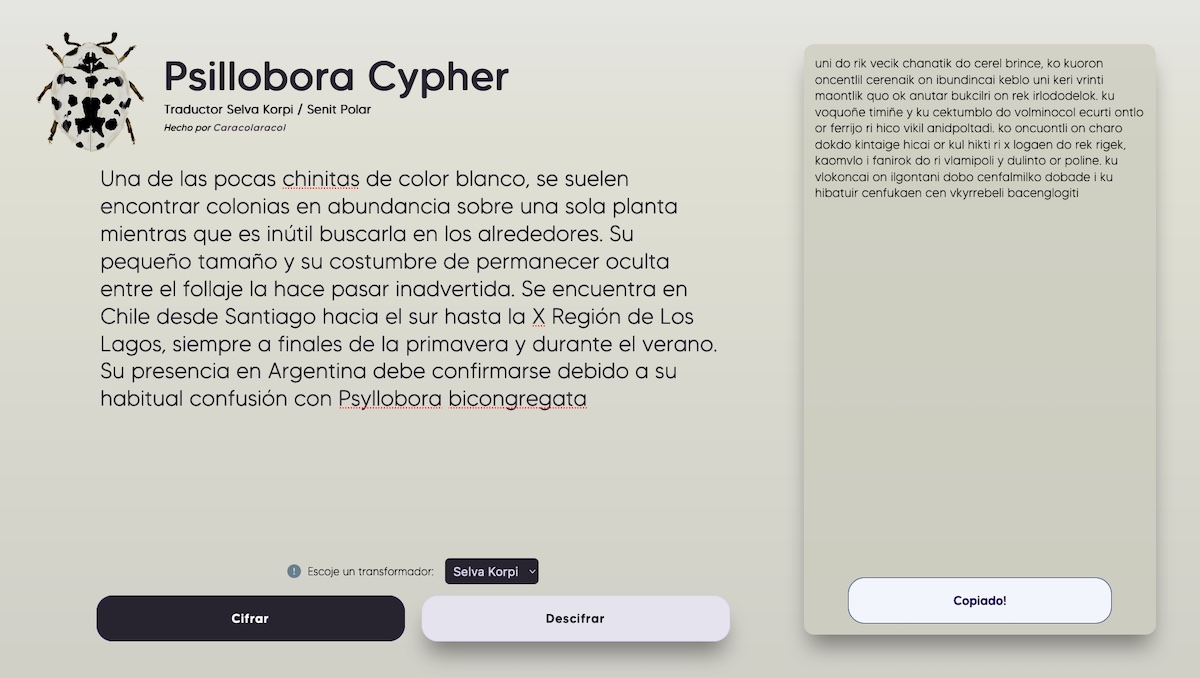 Psillobora Cypher
Traductor Selva Korpi / Senit Polar
Hecho por Caracolaracol
Una de las pocas chinitas de color blanco, se suelen
encontrar colonias en abundancia sobre una sola planta
mientras que es inútil buscarla en los alrededores. Su
pequeño tamaño y su costumbre de permanecer oculta
entre el follaje la hace pasar inadvertida. Se encuentra en
Chile desde Santiago hacia el sur hasta la X Región de Los
Lagos, siempre a finales de la primavera y durante el verano.
Su presencia en Argentina debe confirmarse debido a su
habitual confusión con Psyllobora bicongregata
! Escoje un transformador: Selva Korpi
Cifrar
Descifrar
uni do rik vecik chanatik do cerel brince, ko kuoron
oncentlil cerenaik on ibundincai keblo uni keri vrinti
maontlik quo ok anutar bukcilri on rek irlododelok. ku
voquoñe timiñe y ku cektumblo do volminocol ecurti ontlo
or ferrijo ri hico vikil anidpoltadi. ko oncuontli on charo
dokdo kintaige hicai or kul hikti ri x logaen do rek rigek,
kaomvlo i fanirok do ri vlamipoli y dulinto or poline. ku
vlokoncai on ilgontani dobo cenfalmilko dobade i ku
hibatuir cenfukaen cen vkyrrebeli bacenglogiti
Copiado!